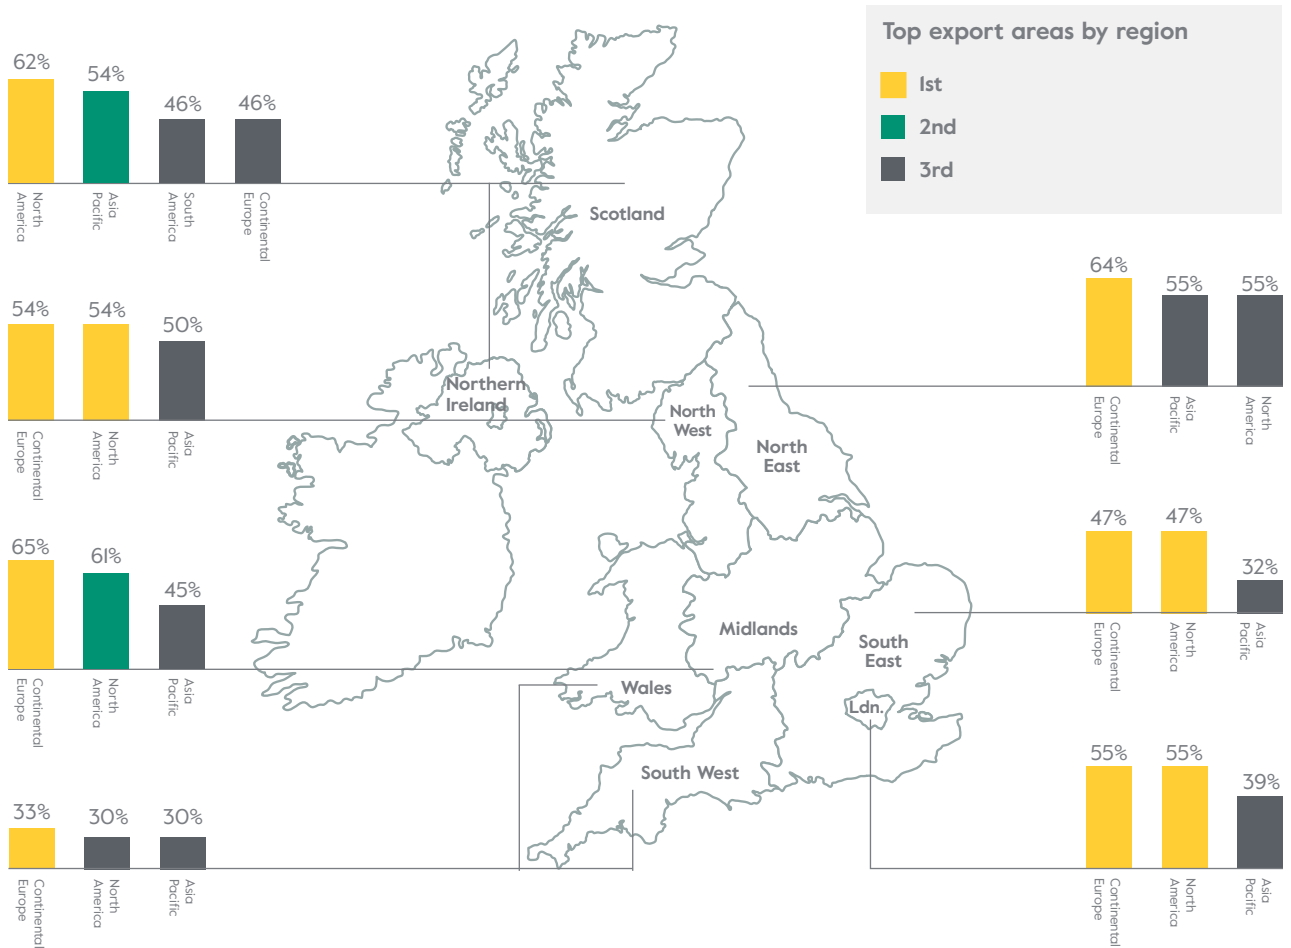 Top export areas by region
1st
2nd
3rd
62%
54%
46%
46%
North
America
Asia
Pacific
South
America
Continental
Europe
Scotland
54%
54%
50%
Continental
Europe
North
America
Asia
Pacific
64%
55%
55%
Continental
Europe
Asia
Pacific
North
America
Northern
Ireland
North
West
North
East
65%
61%
45%
Continental
Europe
North
America
Asia
Pacific
47%
47%
32%
Continental
Europe
North
America
Asia
Pacific
Midlands
South
East
Wales
Ldn.
South West
33%
30%
30%
Continental
Europe
North
America
Asia
Pacific
55%
55%
39%
Continental
Europe
North
America
Asia
Pacific